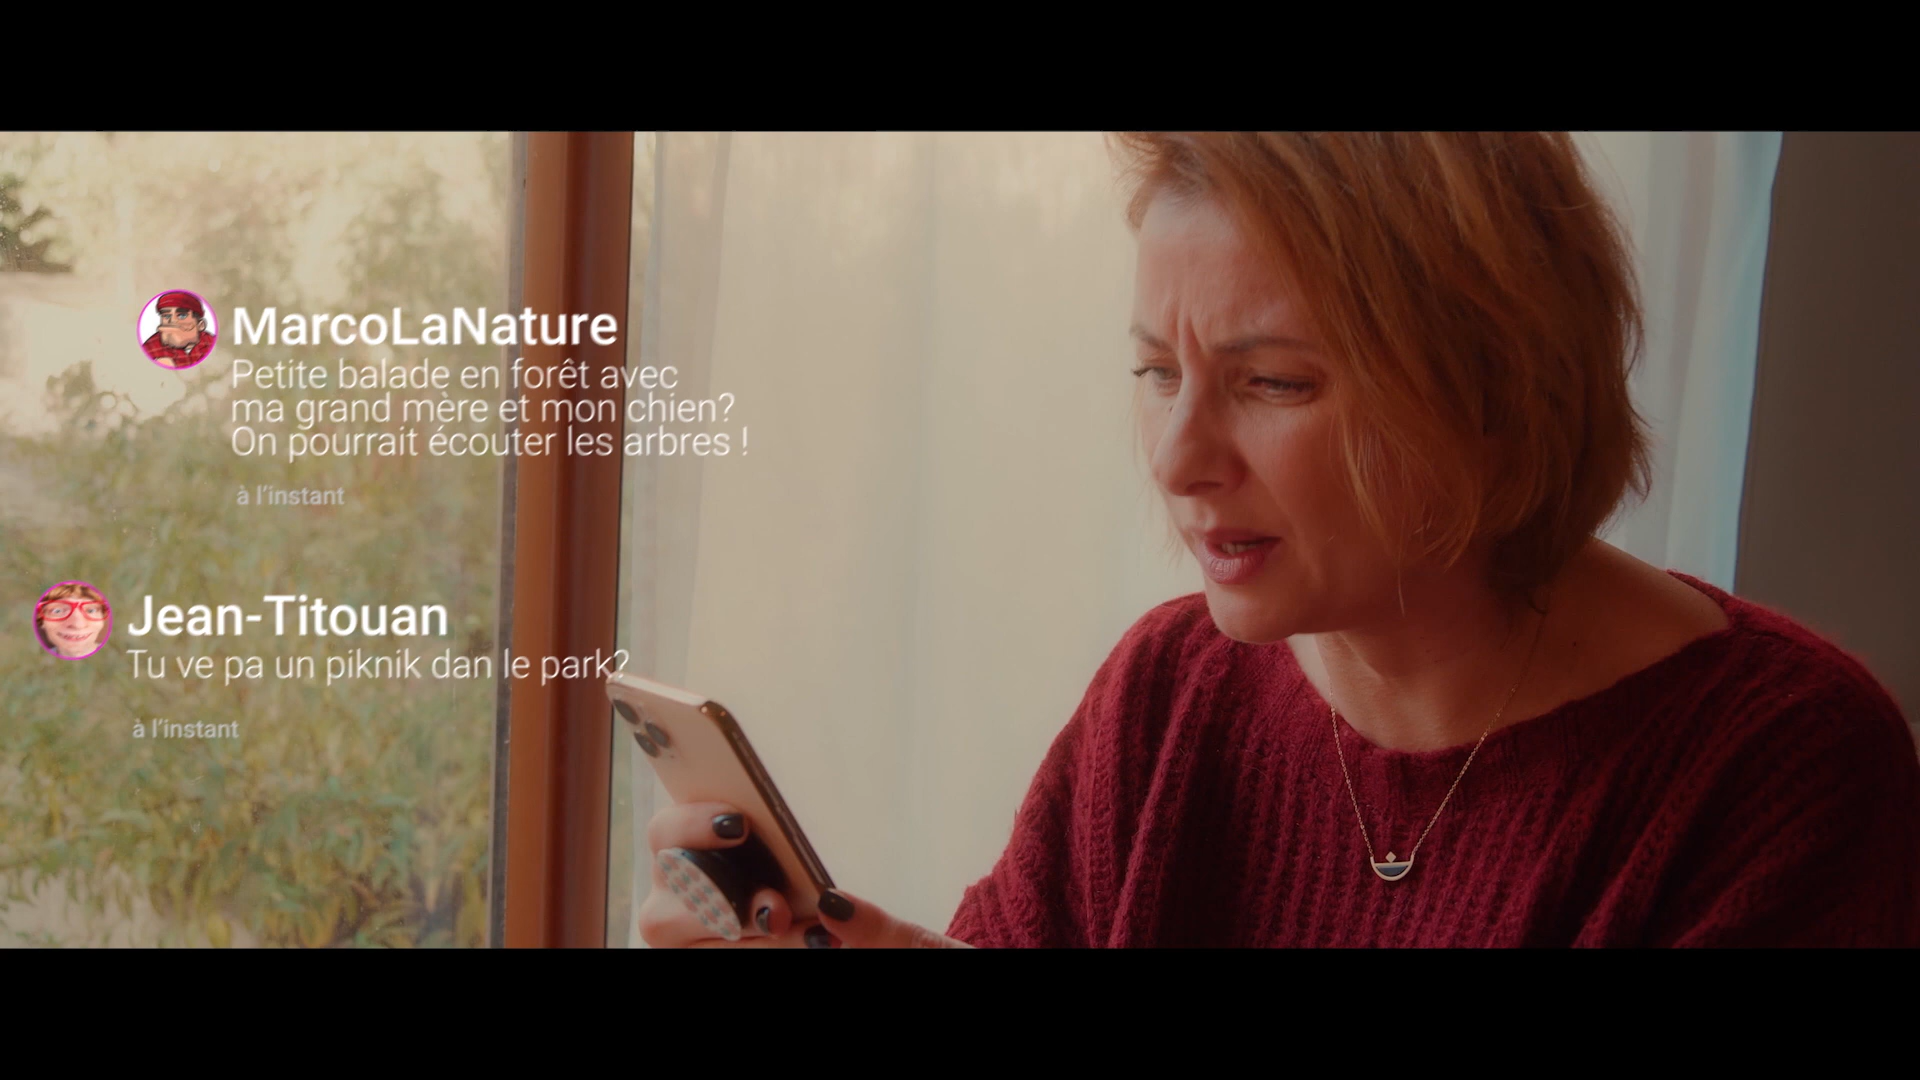 MarcoLaNature
Petite balade en forêt avec
ma grand mère et mon chien?
On pourrait écouter les arbres !
à l'instant
Jean-Titouan
Tu ve pa un piknik dan le park?
à l'instant